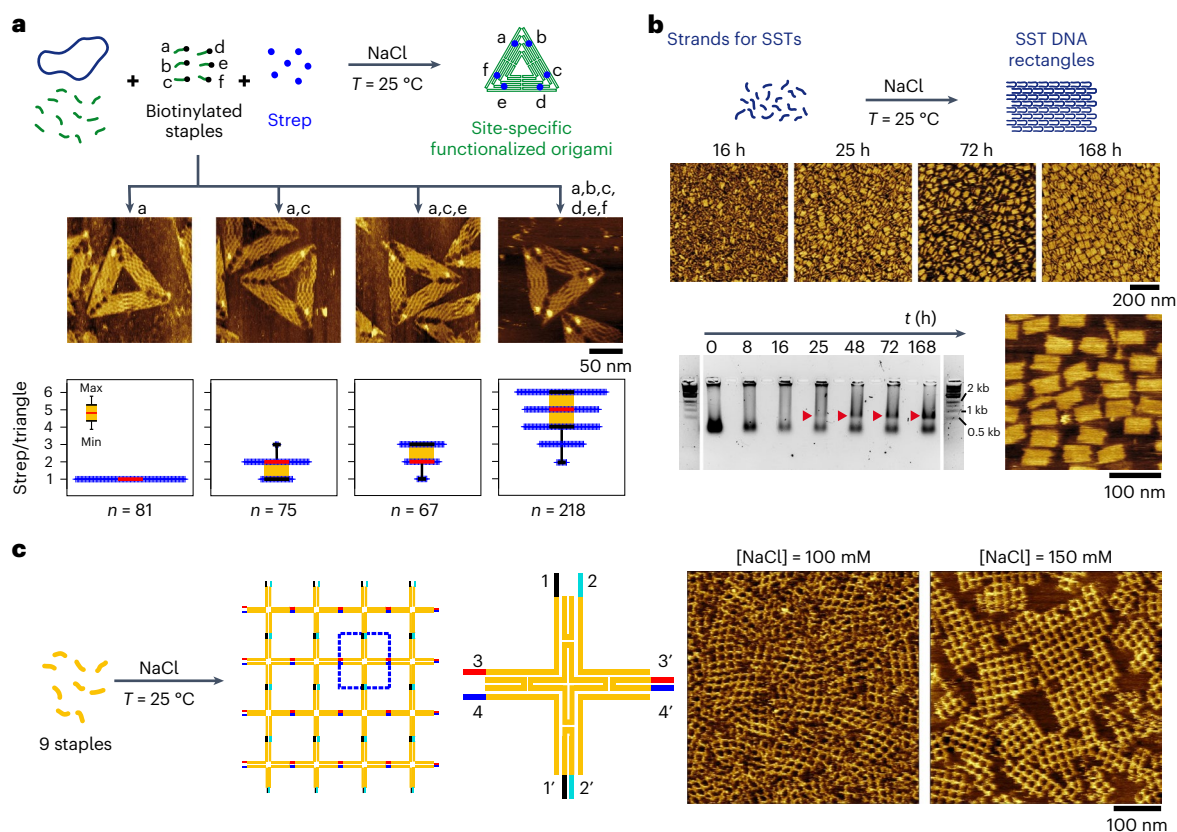 a
a
b
c
d
e
f
NaCl
T = 25 °C
Biotinylated
staples
Strep
a
b
f
c
e
d
Site-specific
functionalized origami
a
a,c
a,c,e
a,b,c,
d,e,f
50 nm
Strep/triangle
6
5
4
3
2
1
Max
Min
n = 81
n = 75
n = 67
n = 218
b
Strands for SSTs
NaCl
T = 25 °C
SST DNA
rectangles
16 h
25 h
72 h
168 h
200 nm
t (h)
0 8 16 25 48 72 168
2 kb
1 kb
0.5 kb
100 nm
c
9 staples
NaCl
T = 25 °C
1
2
3
3′
4
4′
1′
2′
[NaCl] = 100 mM
[NaCl] = 150 mM
100 nm